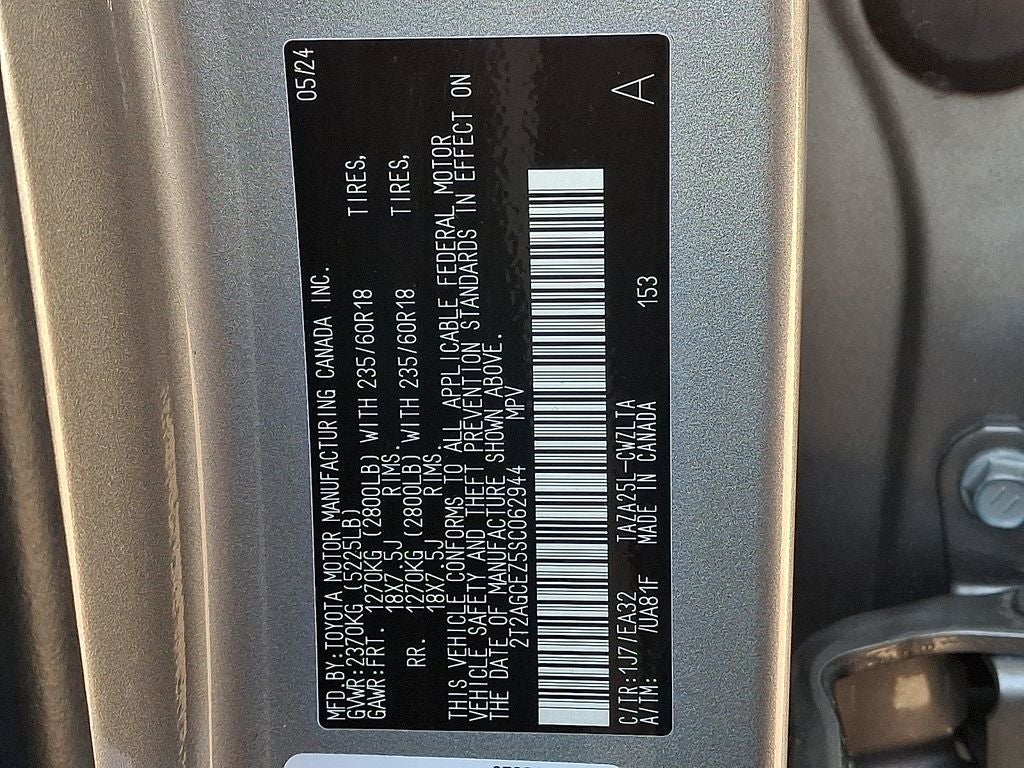 MFD.BY:TOYOTA MOTOR MANUFACTURING CANADA INC. 05/24
GVWR:2370KG (5225LB)
GAWR:FRT. 1270KG (2800LB) WITH 235/60R18 TIRES,
18X7.5J RIMS,
RR. 1270KG (2800LB) WITH 235/60R18 TIRES,
18X7.5J RIMS
THIS VEHICLE CONFORMS TO ALL APPLICABLE FEDERAL MOTOR
VEHICLE SAFETY AND THEFT PREVENTION STANDARDS IN EFFECT ON
THE DATE OF MANUFACTURE SHOWN ABOVE.
2T2AGCEZ5SC062944 MPV
C/TR:1J7/EA32 TAZA25L-CWZLTA 153 A
A/TM: /UA81F MADE IN CANADA